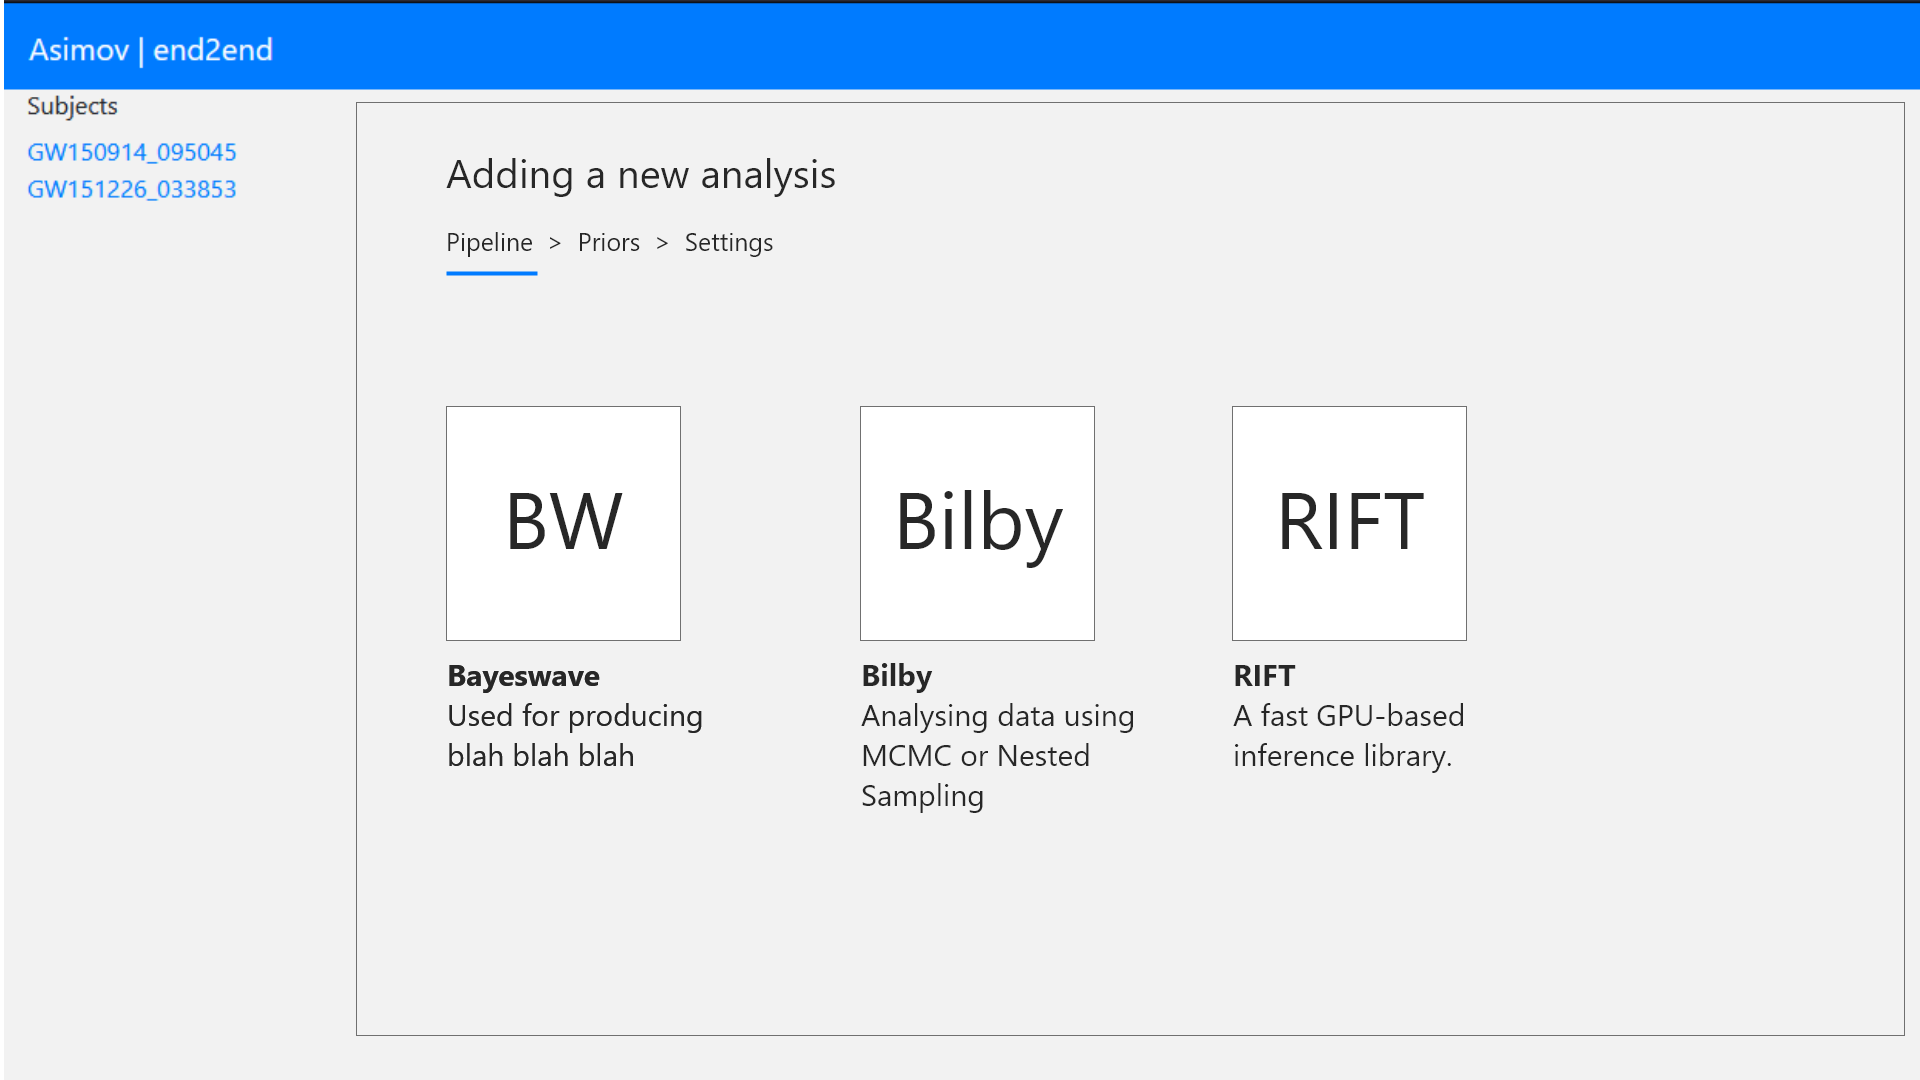 Asimov | end2end
Subjects
GW150914_095045
GW151226_033853
Adding a new analysis
Pipeline > Priors > Settings
BW
Bilby
RIFT
Bayeswave
Used for producing
blah blah blah
Bilby
Analysing data using
MCMC or Nested
Sampling
RIFT
A fast GPU-based
inference library.